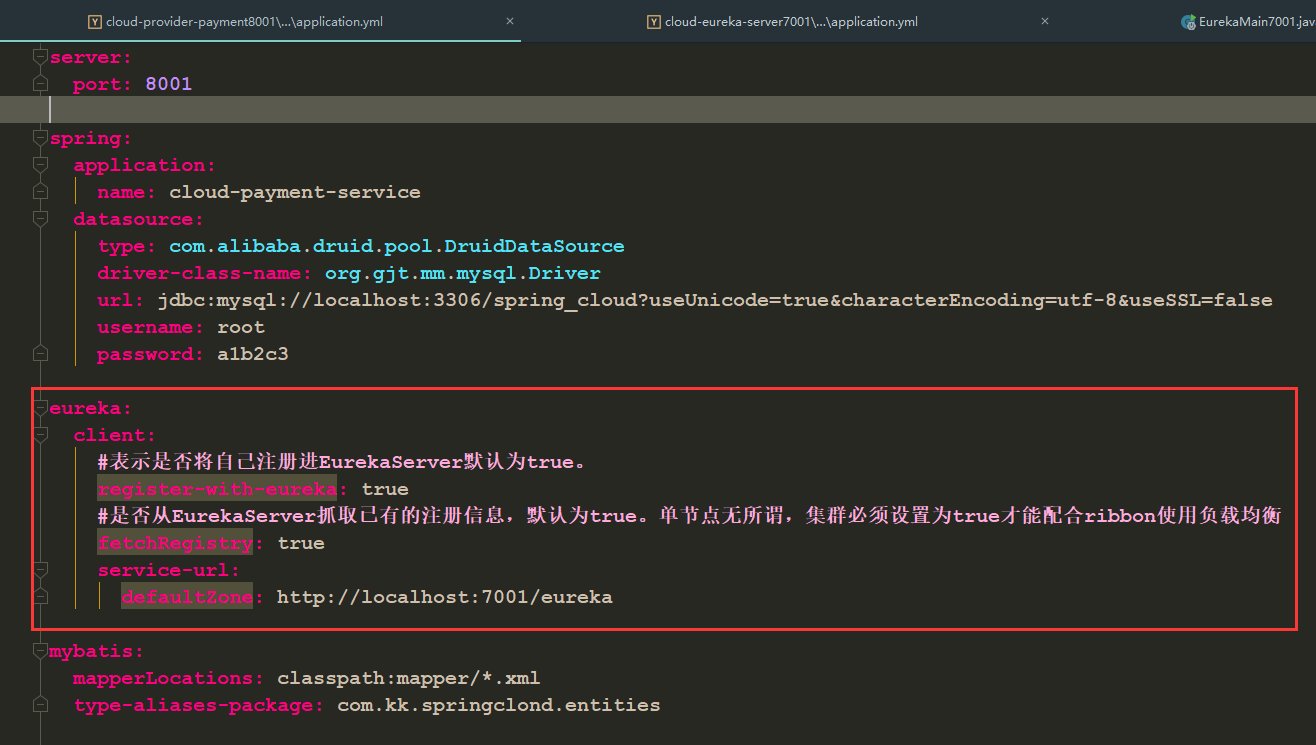 cloud-provider-payment8001\...\application.yml × cloud-eureka-server7001\...\application.yml × EurekaMain7001.jav
server:
  port: 8001
spring:
  application:
    name: cloud-payment-service
  datasource:
    type: com.alibaba.druid.pool.DruidDataSource
    driver-class-name: org.gjt.mm.mysql.Driver
    url: jdbc:mysql://localhost:3306/spring_cloud?useUnicode=true&characterEncoding=utf-8&useSSL=false
    username: root
    password: a1b2c3
eureka:
  client:
    #表示是否将自己注册进EurekaServer默认为true。
    register-with-eureka: true
    #是否从EurekaServer抓取已有的注册信息，默认为true。单节点无所谓，集群必须设置为true才能配合ribbon使用负载均衡
    fetchRegistry: true
    service-url:
      defaultZone: http://localhost:7001/eureka
mybatis:
  mapperLocations: classpath:mapper/*.xml
  type-aliases-package: com.kk.springclond.entities